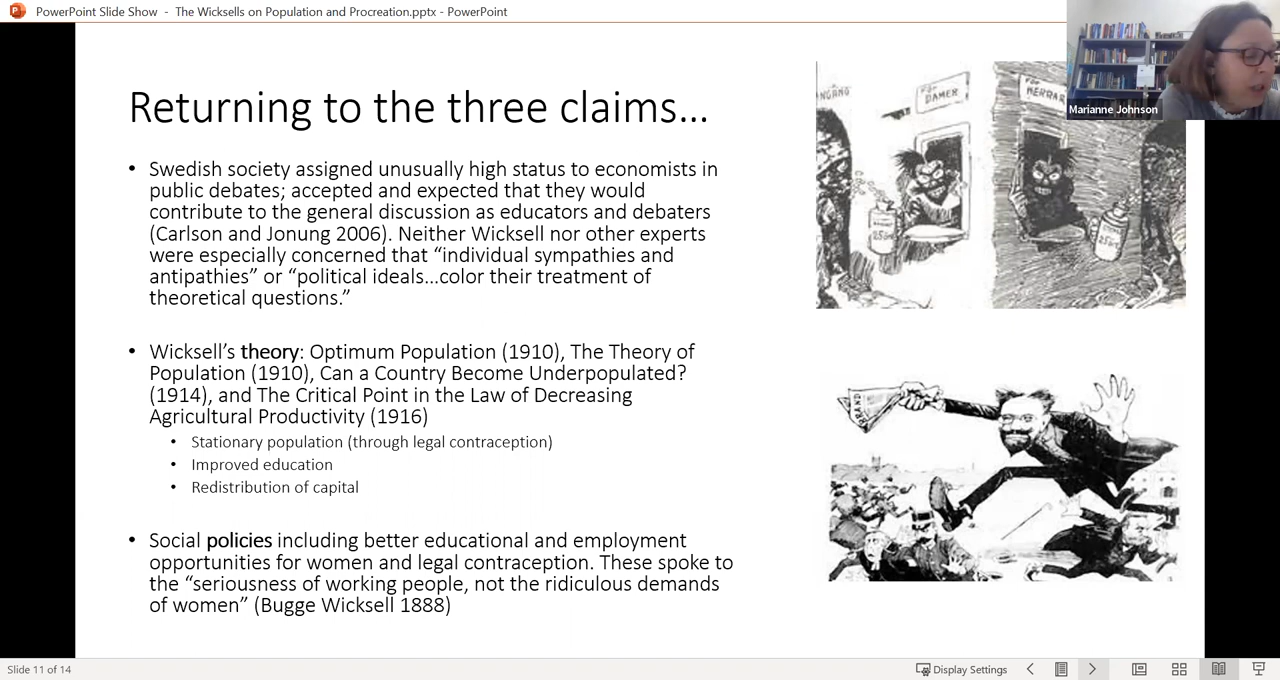 PowerPoint Slide Show - The Wicksells on Population and Procreation.pptx - PowerPoint
Marianne Johnson
Returning to the three claims...
• Swedish society assigned unusually high status to economists in
public debates; accepted and expected that they would
contribute to the general discussion as educators and debaters
(Carlson and Jonung 2006). Neither Wicksell nor other experts
were especially concerned that “individual sympathies and
antipathies” or “political ideals...color their treatment of
theoretical questions.”
• Wicksell’s theory: Optimum Population (1910), The Theory of
Population (1910), Can a Country Become Underpopulated?
(1914), and The Critical Point in the Law of Decreasing
Agricultural Productivity (1916)
• Stationary population (through legal contraception)
• Improved education
• Redistribution of capital
• Social policies including better educational and employment
opportunities for women and legal contraception. These spoke to
the “seriousness of working people, not the ridiculous demands
of women” (Bugge Wicksell 1888)
DAMER
Slide 11 of 14
Display Settings